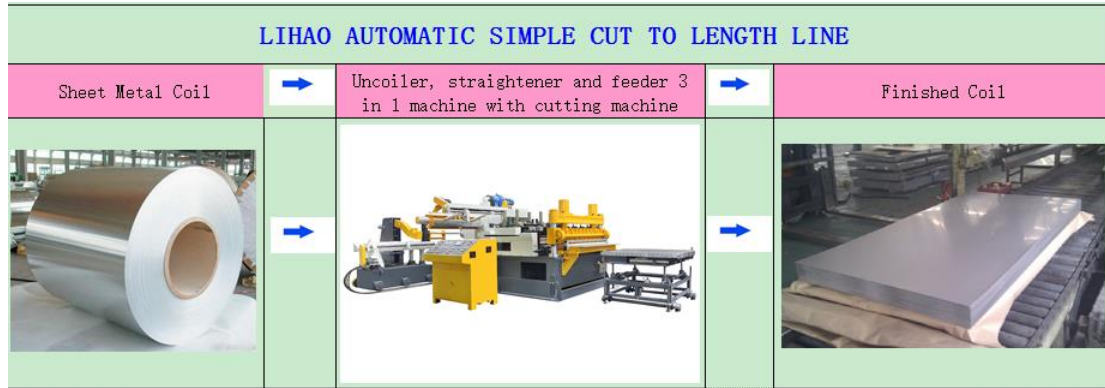 LIHAO AUTOMATIC SIMPLE CUT TO LENGTH LINE
Sheet Metal Coil
Uncoiler, straightener and feeder 3
in 1 machine with cutting machine
Finished Coil